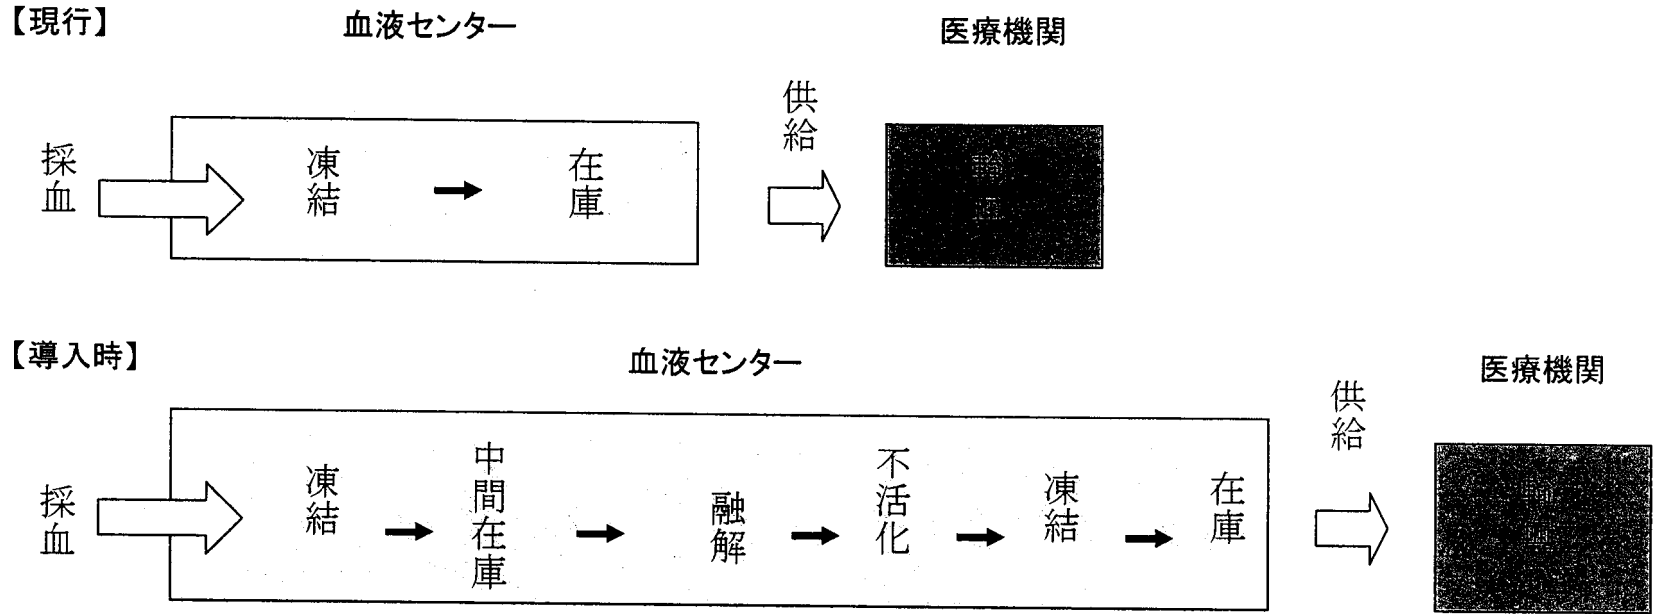 【現行】
血液センター
医療機関
採血
凍結
在庫
供給
【導入時】
血液センター
医療機関
採血
凍結
中間在庫
融解
不活化
凍結
在庫
供給